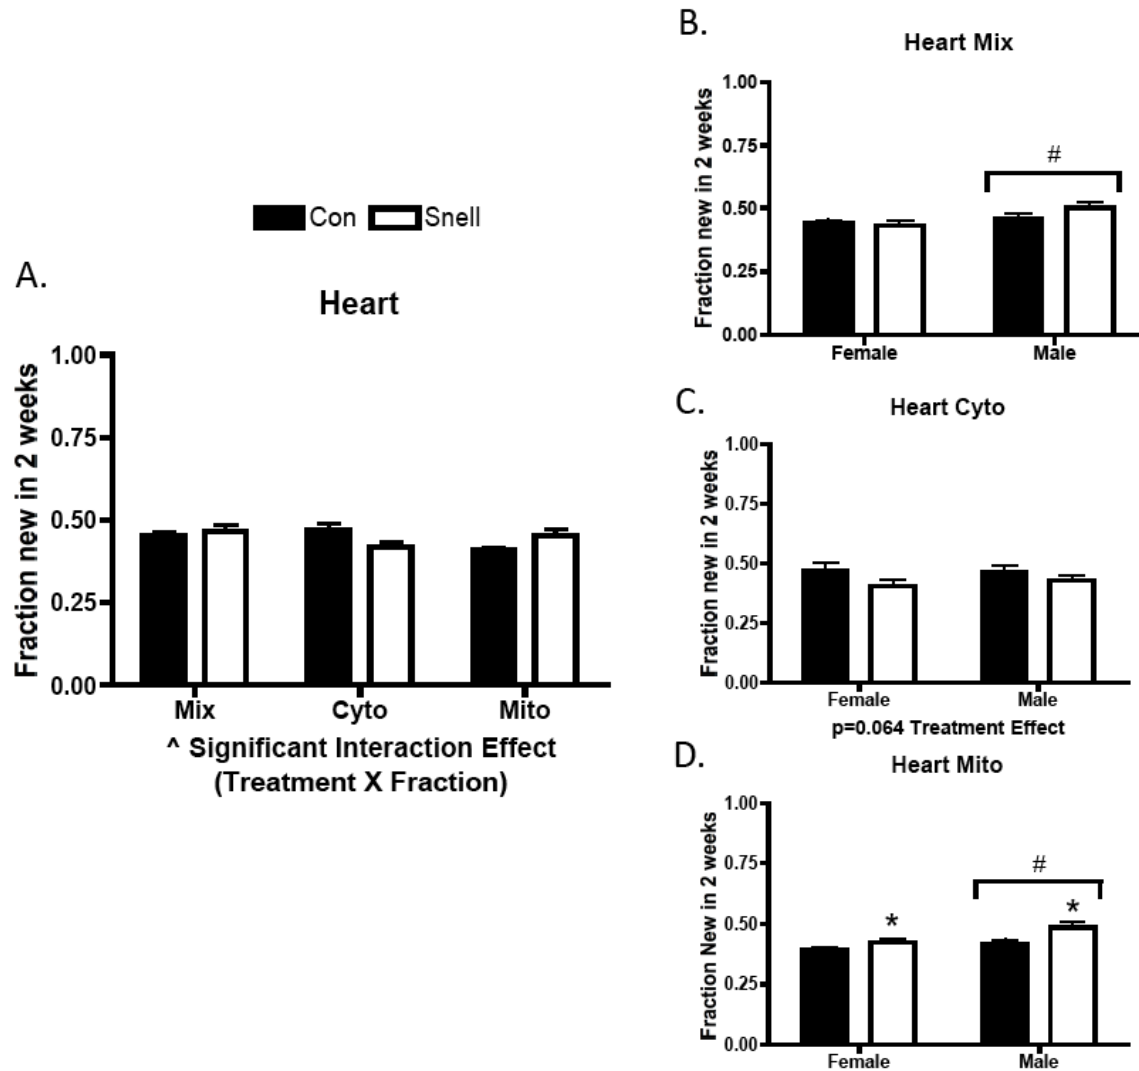 Con Snell
A.
Heart
Fraction new in 2 weeks
1.00
0.75
0.50
0.25
0.00
Mix Cyto Mito
^ Significant Interaction Effect
(Treatment X Fraction)
B.
Heart Mix
Fraction new in 2 weeks
1.00
0.75
0.50
0.25
0.00
#
Female Male
C.
Heart Cyto
Fraction new in 2 weeks
1.00
0.75
0.50
0.25
0.00
Female Male
p=0.064 Treatment Effect
D.
Heart Mito
Fraction New in 2 weeks
1.00
0.75
0.50
0.25
0.00
#
* *
Female Male